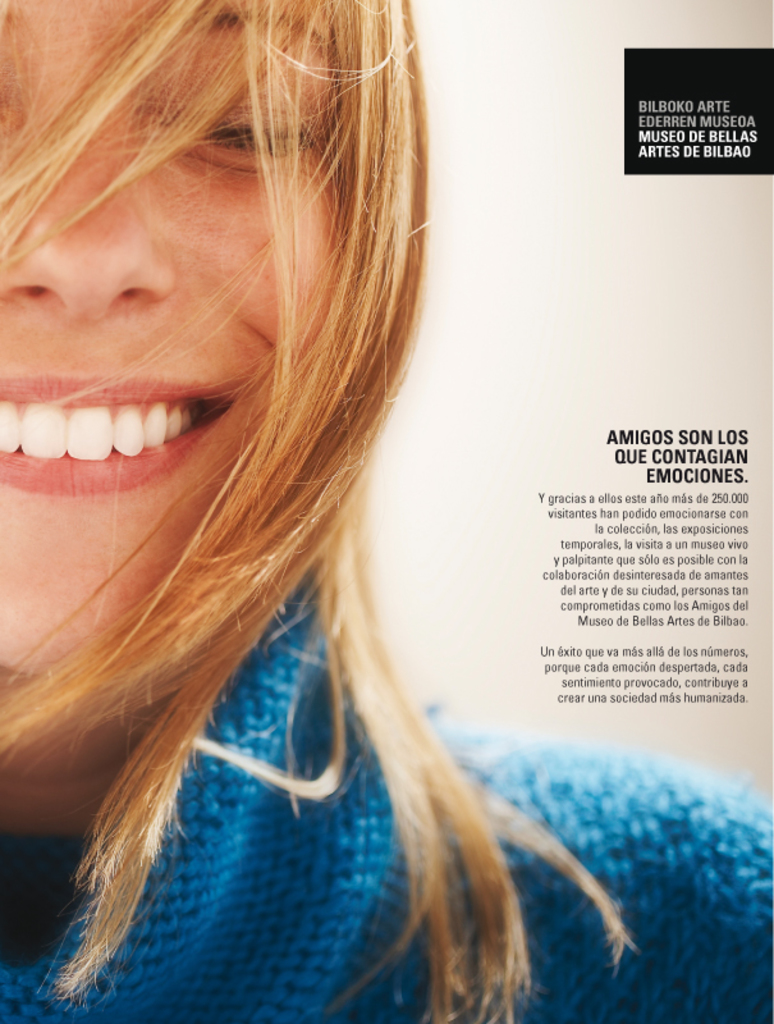 BILBOKO ARTE
EDERREN MUSEOA
MUSEO DE BELLAS
ARTES DE BILBAO
AMIGOS SON LOS
QUE CONTAGIAN
EMOCIONES.
Y gracias a ellos este año más de 250.000
visitantes han podido emocionarse con
la colección, las exposiciones
temporales, la visita a un museo vivo
y palpitante que sólo es posible con la
colaboración desinteresada de amantes
del arte y de su ciudad, personas tan
comprometidas como los Amigos del
Museo de Bellas Artes de Bilbao.
Un éxito que va más allá de los números,
porque cada emoción despertada, cada
sentimiento provocado, contribuye a
crear una sociedad más humanizada.